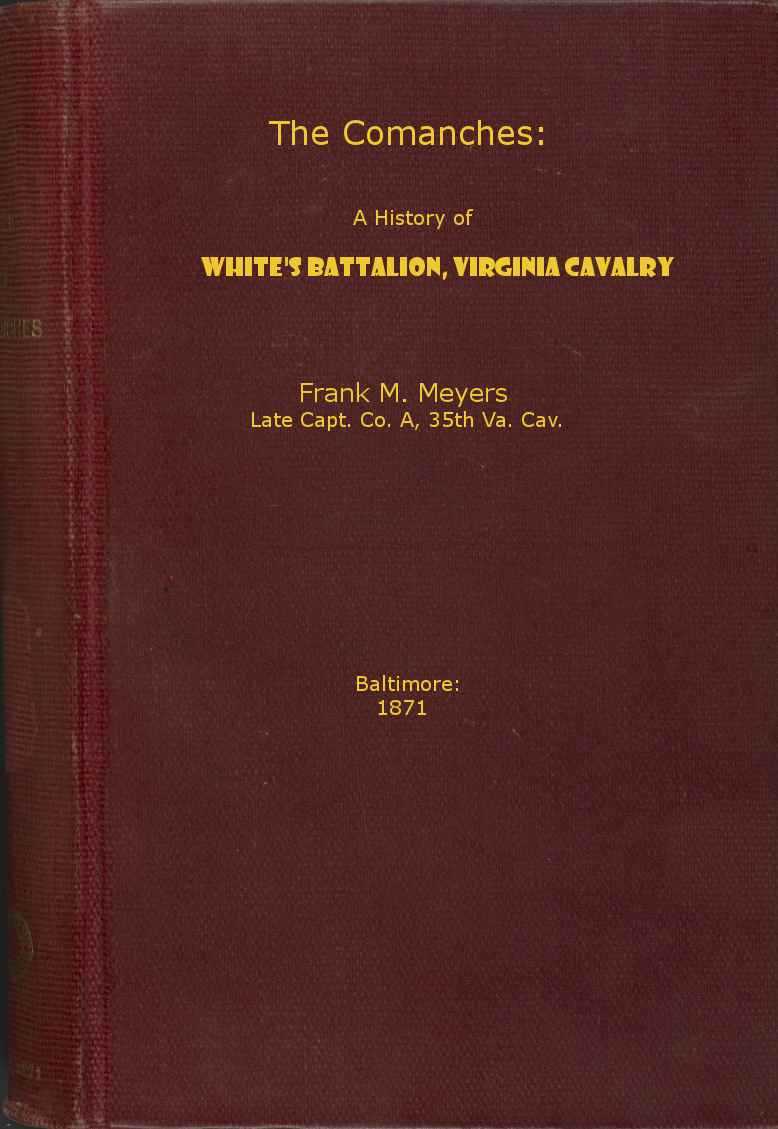 The Comanches:
A History of
WHITE'S BATTALION, VIRGINIA CAVALRY
Frank M. Meyers
Late Capt. Co. A, 35th Va. Cav.
Baltimore:
1871